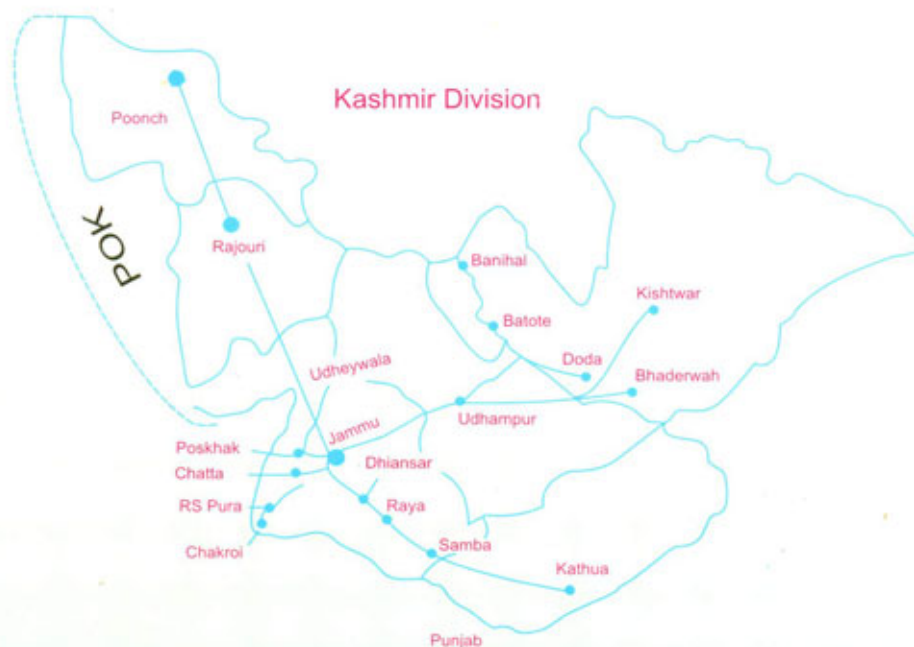 Kashmir Division
Poonch
POK
Rajouri
Banihal
Kishtwar
Batote
Doda
Udheywala
Bhaderwah
Udhampur
Jammu
Poskhak
Dhiansar
Chatta
RS Pura
Raya
Chakroi
Samba
Kathua
Punjab